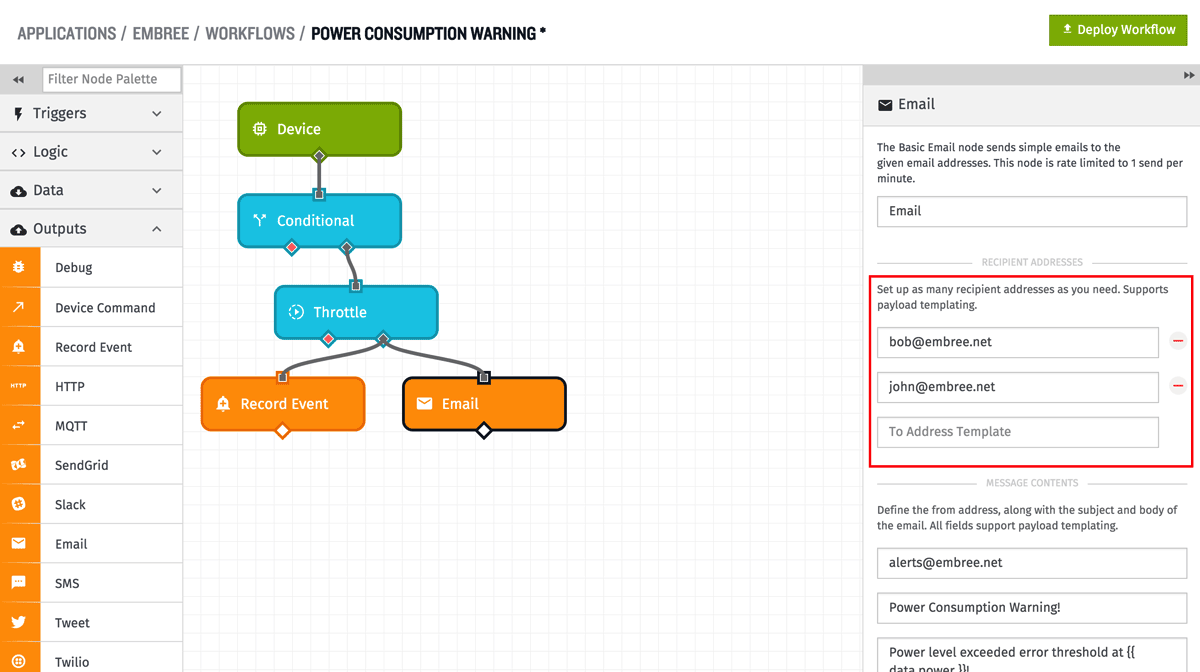 APPLICATIONS / EMBREE / WORKFLOWS / POWER CONSUMPTION WARNING *
Deploy Workflow
Filter Node Palette
Triggers
Logic
Data
Outputs
Debug
Device Command
Record Event
HTTP
HTTP
MQTT
SendGrid
Slack
Email
SMS
Tweet
Twilio
Device
Conditional
Throttle
Record Event
Email
Email
The Basic Email node sends simple emails to the
given email addresses. This node is rate limited to 1 send per
minute.
Email
RECIPIENT ADDRESSES
Set up as many recipient addresses as you need. Supports
payload templating.
bob@embree.net
john@embree.net
To Address Template
MESSAGE CONTENTS
Define the from address, along with the subject and body of
the email. All fields support payload templating.
alerts@embree.net
Power Consumption Warning!
Power level exceeded error threshold at {{
data.power }}!